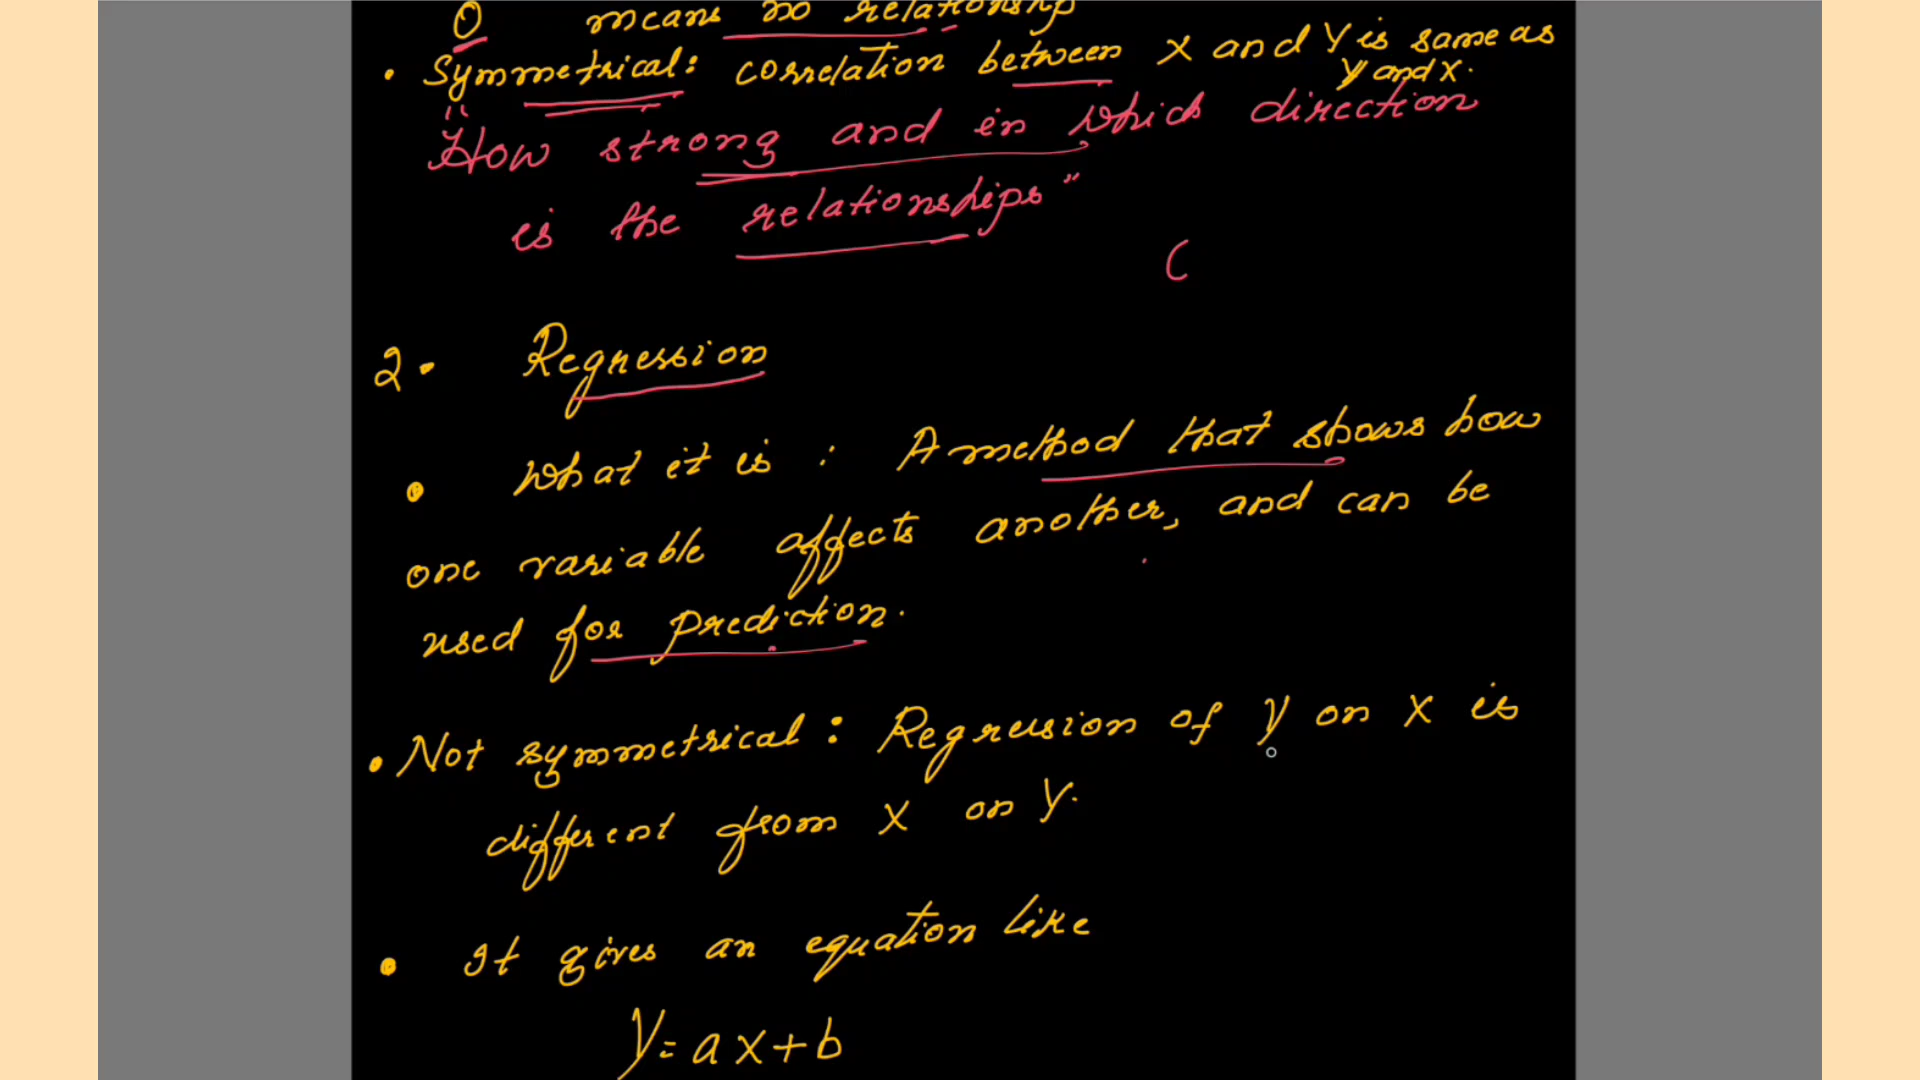 0 means no relationship
• Symmetrical: correlation between X and Y is same as
Y and X.
"How strong and in which direction
is the relationships"
(
2. Regression
• What it is : A method that shows how
one variable affects another, and can be
used for prediction.
• Not symmetrical : Regression of Y on X is
different from X on Y.
• It gives an equation like
Y = a X + b